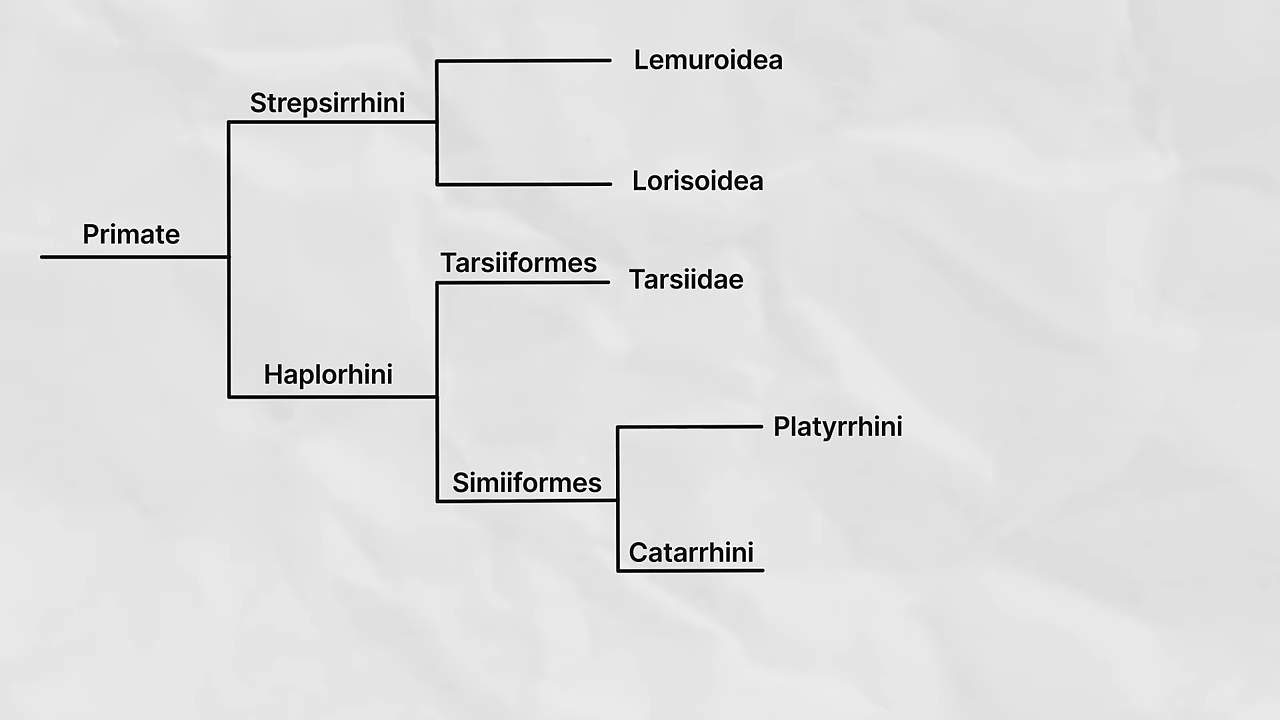 Lemuroidea
Strepsirrhini
Lorisoidea
Primate
Tarsiiformes
Tarsiidae
Haplorhini
Platyrrhini
Simiiformes
Catarrhini